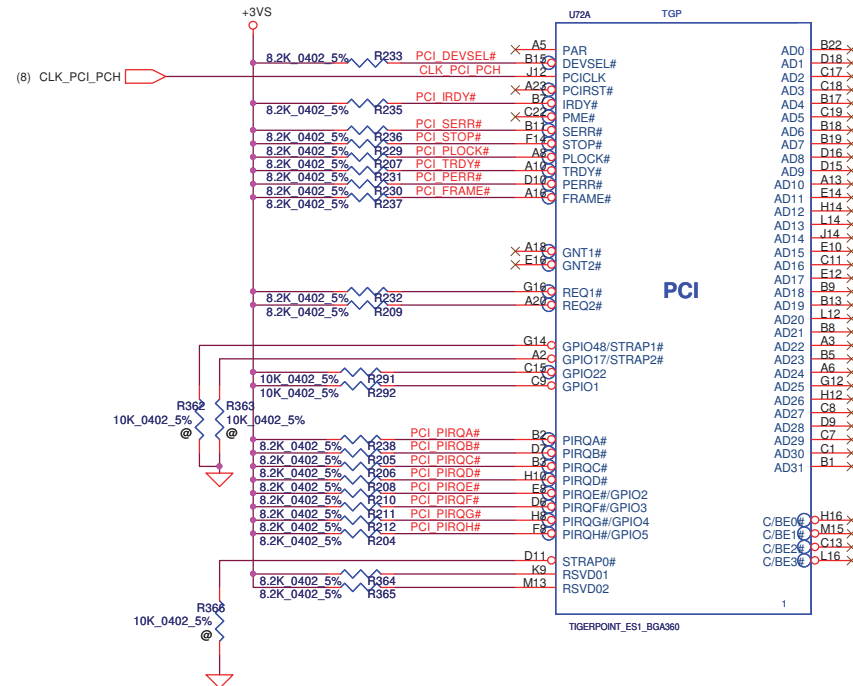 +3VS
U72A TGP
8.2K_0402_5% R233 PCI_DEVSEL# A5 PAR AD0 B22
(8) CLK_PCI_PCH CLK_PCI_PCH B15 DEVSEL# AD1 D18
J12 PCICLK AD2 C17
A23 PCIRST# AD3 C18
8.2K_0402_5% R235 PCI_IRDY# B7 IRDY# AD4 B17
C22 PME# AD5 C19
8.2K_0402_5% R236 PCI_SERR# B11 SERR# AD6 B18
8.2K_0402_5% R229 PCI_STOP# F14 STOP# AD7 B19
8.2K_0402_5% R207 PCI_PLOCK# A8 PLOCK# AD8 D16
8.2K_0402_5% R231 PCI_TRDY# A10 TRDY# AD9 D15
8.2K_0402_5% R230 PCI_PERR# D10 PERR# AD10 A13
8.2K_0402_5% R237 PCI_FRAME# A16 FRAME# AD11 E14
AD12 H14
AD13 L14
AD14 J14
A18 GNT1# AD15 E10
E16 GNT2# AD16 C11
AD17 E12
PCI
8.2K_0402_5% R232 G16 REQ1# AD18 B9
8.2K_0402_5% R209 A20 REQ2# AD19 B13
AD20 L12
AD21 B8
G14 GPIO48/STRAP1# AD22 A3
A2 GPIO17/STRAP2# AD23 B5
10K_0402_5% R291 C15 GPIO22 AD24 A6
10K_0402_5% R292 C9 GPIO1 AD25 G12
AD26 H12
R362 R363 AD27 C8
10K_0402_5% 10K_0402_5% AD28 D9
@ @
8.2K_0402_5% R238 PCI_PIRQA# B2 PIRQA# AD29 C7
8.2K_0402_5% R205 PCI_PIRQB# D7 PIRQB# AD30 C1
8.2K_0402_5% R206 PCI_PIRQC# B3 PIRQC# AD31 B1
8.2K_0402_5% R208 PCI_PIRQD# H10 PIRQD#
8.2K_0402_5% R210 PCI_PIRQE# E8 PIRQE#/GPIO2
8.2K_0402_5% R211 PCI_PIRQF# D6 PIRQF#/GPIO3
8.2K_0402_5% R212 PCI_PIRQG# H8 PIRQG#/GPIO4 C/BE0# H16
8.2K_0402_5% R204 PCI_PIRQH# F8 PIRQH#/GPIO5 C/BE1# M15
C/BE2# C13
D11 STRAP0# C/BE3# L16
8.2K_0402_5% R364 K9 RSVD01
8.2K_0402_5% R365 M13 RSVD02
R366
10K_0402_5%
@
1
TIGERPOINT_ES1_BGA360